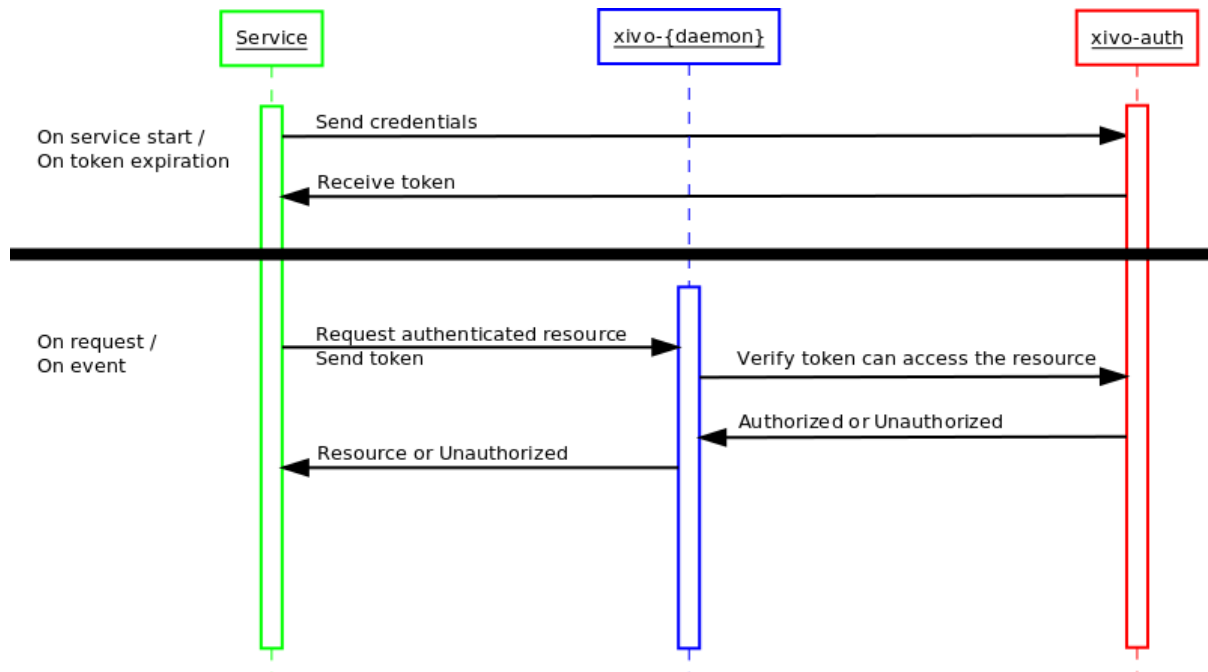 Service
xivo-{daemon}
xivo-auth
On service start /
On token expiration
Send credentials
Receive token
On request /
On event
Request authenticated resource
Send token
Verify token can access the resource
Authorized or Unauthorized
Resource or Unauthorized